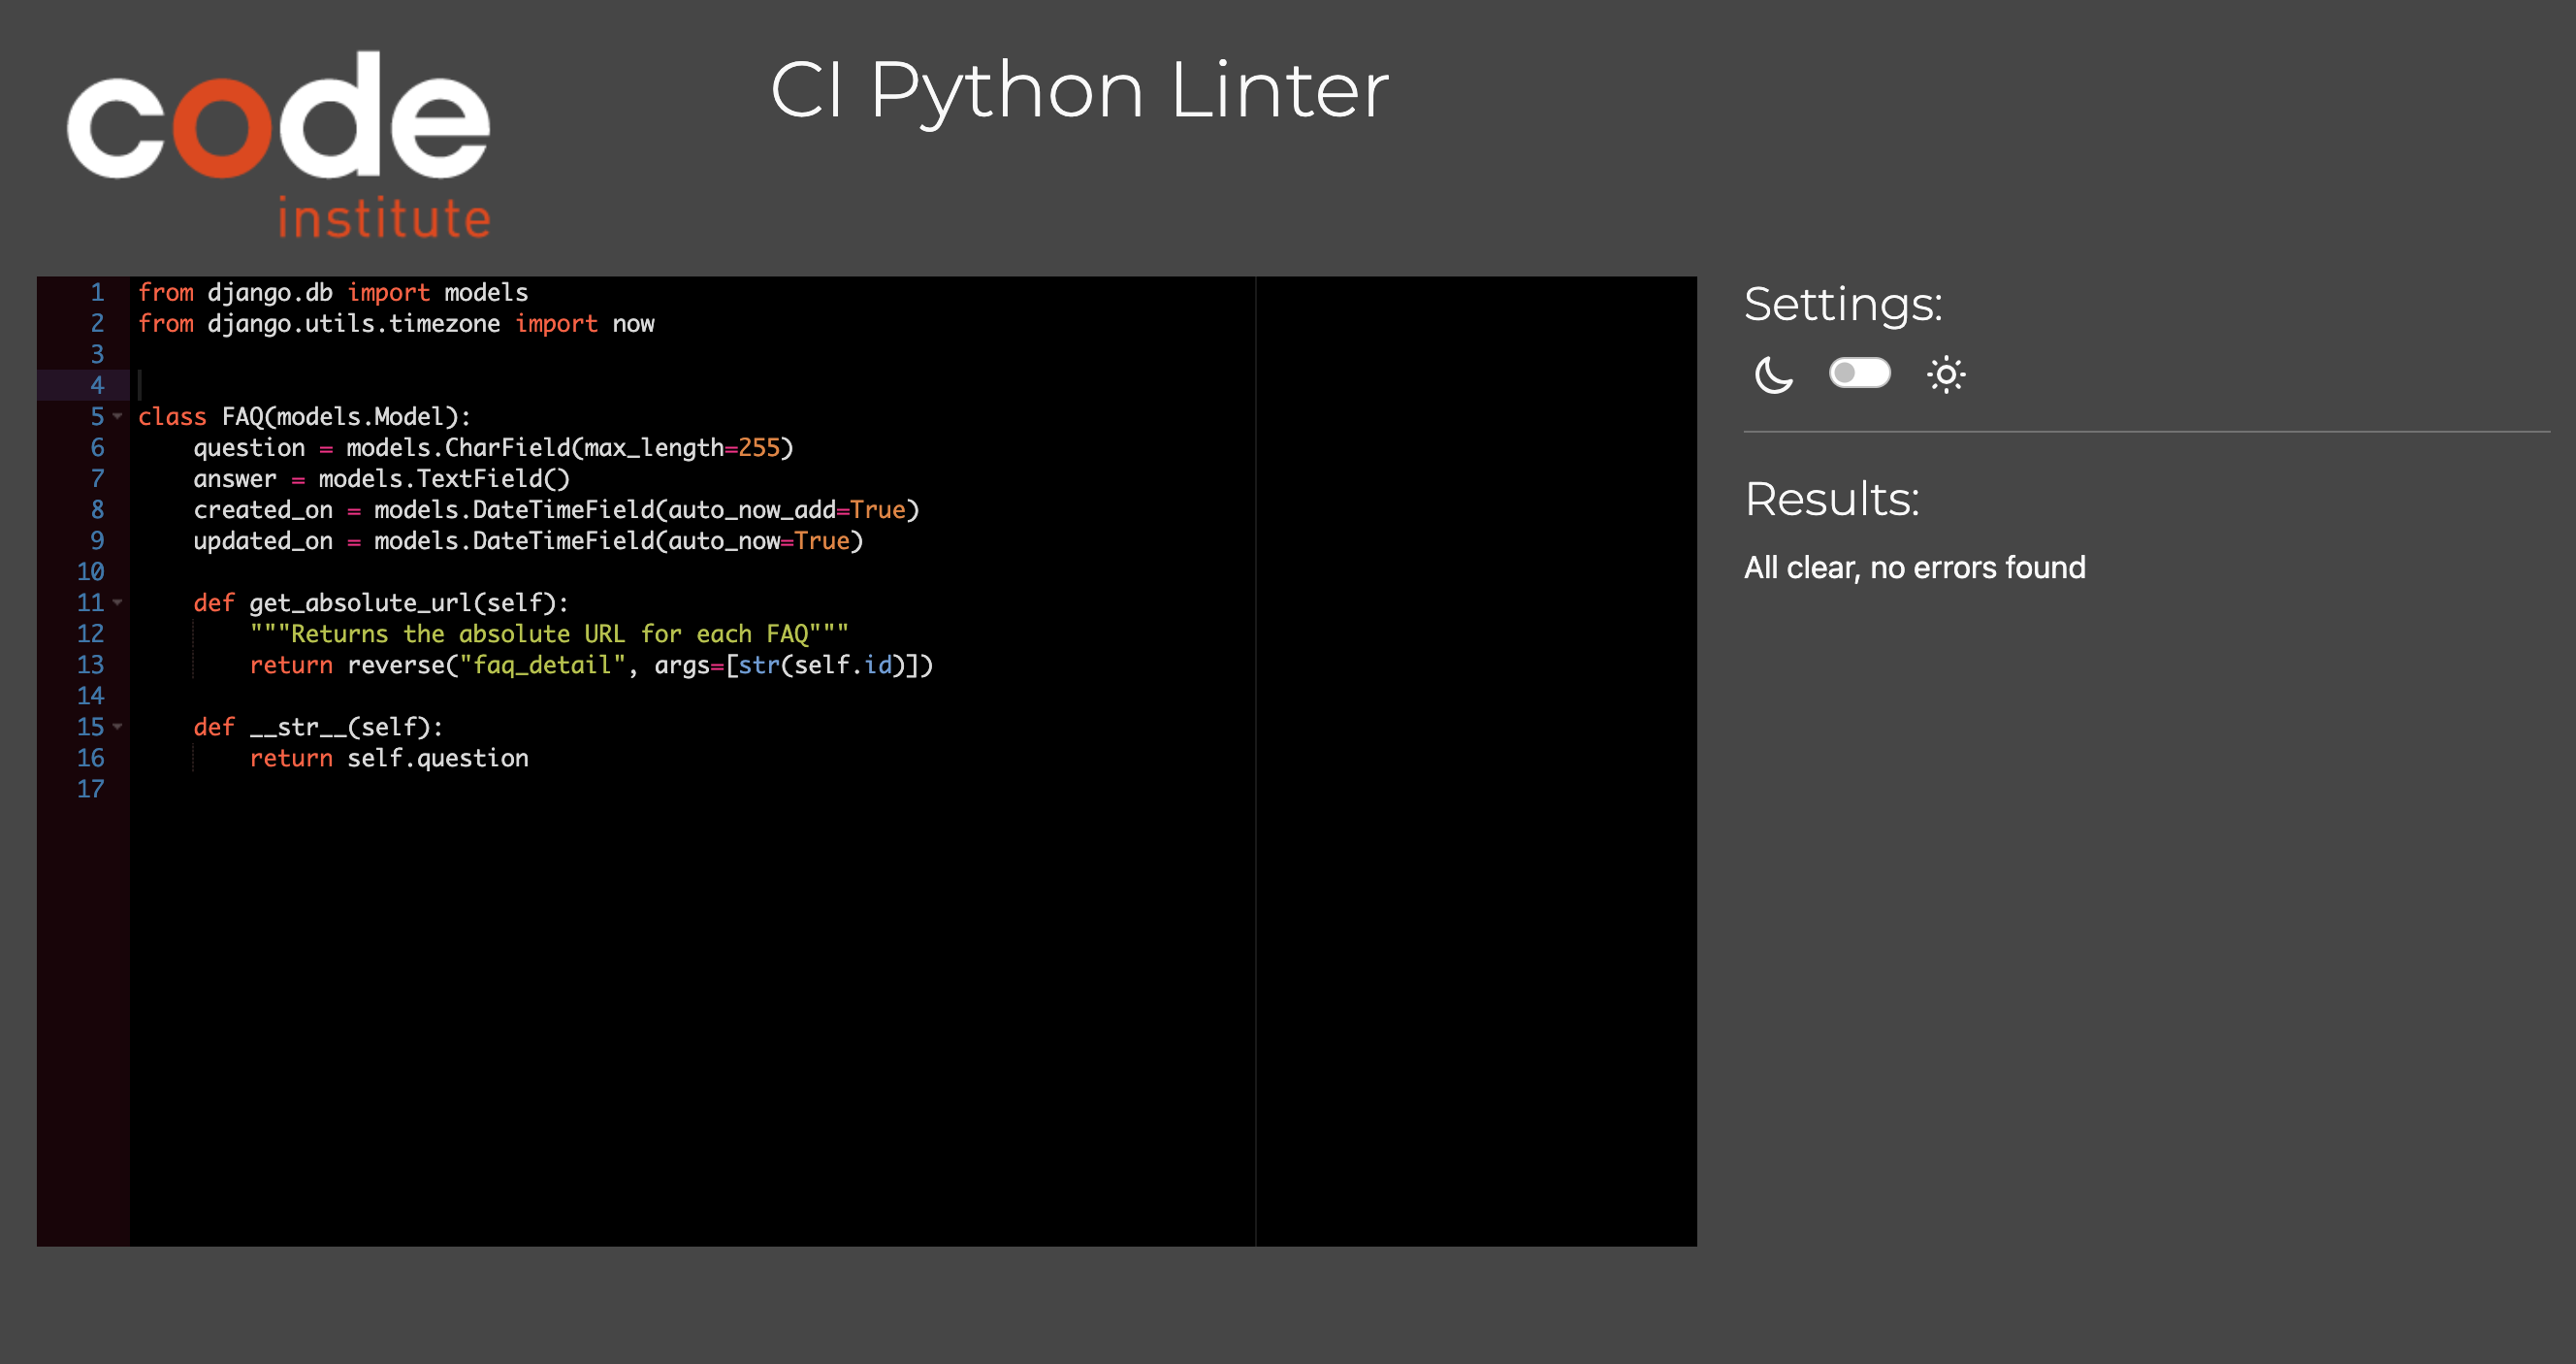 code
institute
CI Python Linter
1 from django.db import models
2 from django.utils.timezone import now
3
4
5 class FAQ(models.Model):
6     question = models.CharField(max_length=255)
7     answer = models.TextField()
8     created_on = models.DateTimeField(auto_now_add=True)
9     updated_on = models.DateTimeField(auto_now=True)
10
11     def get_absolute_url(self):
12         """Returns the absolute URL for each FAQ"""
13         return reverse("faq_detail", args=[str(self.id)])
14
15     def __str__(self):
16         return self.question
17
Settings:
Results:
All clear, no errors found